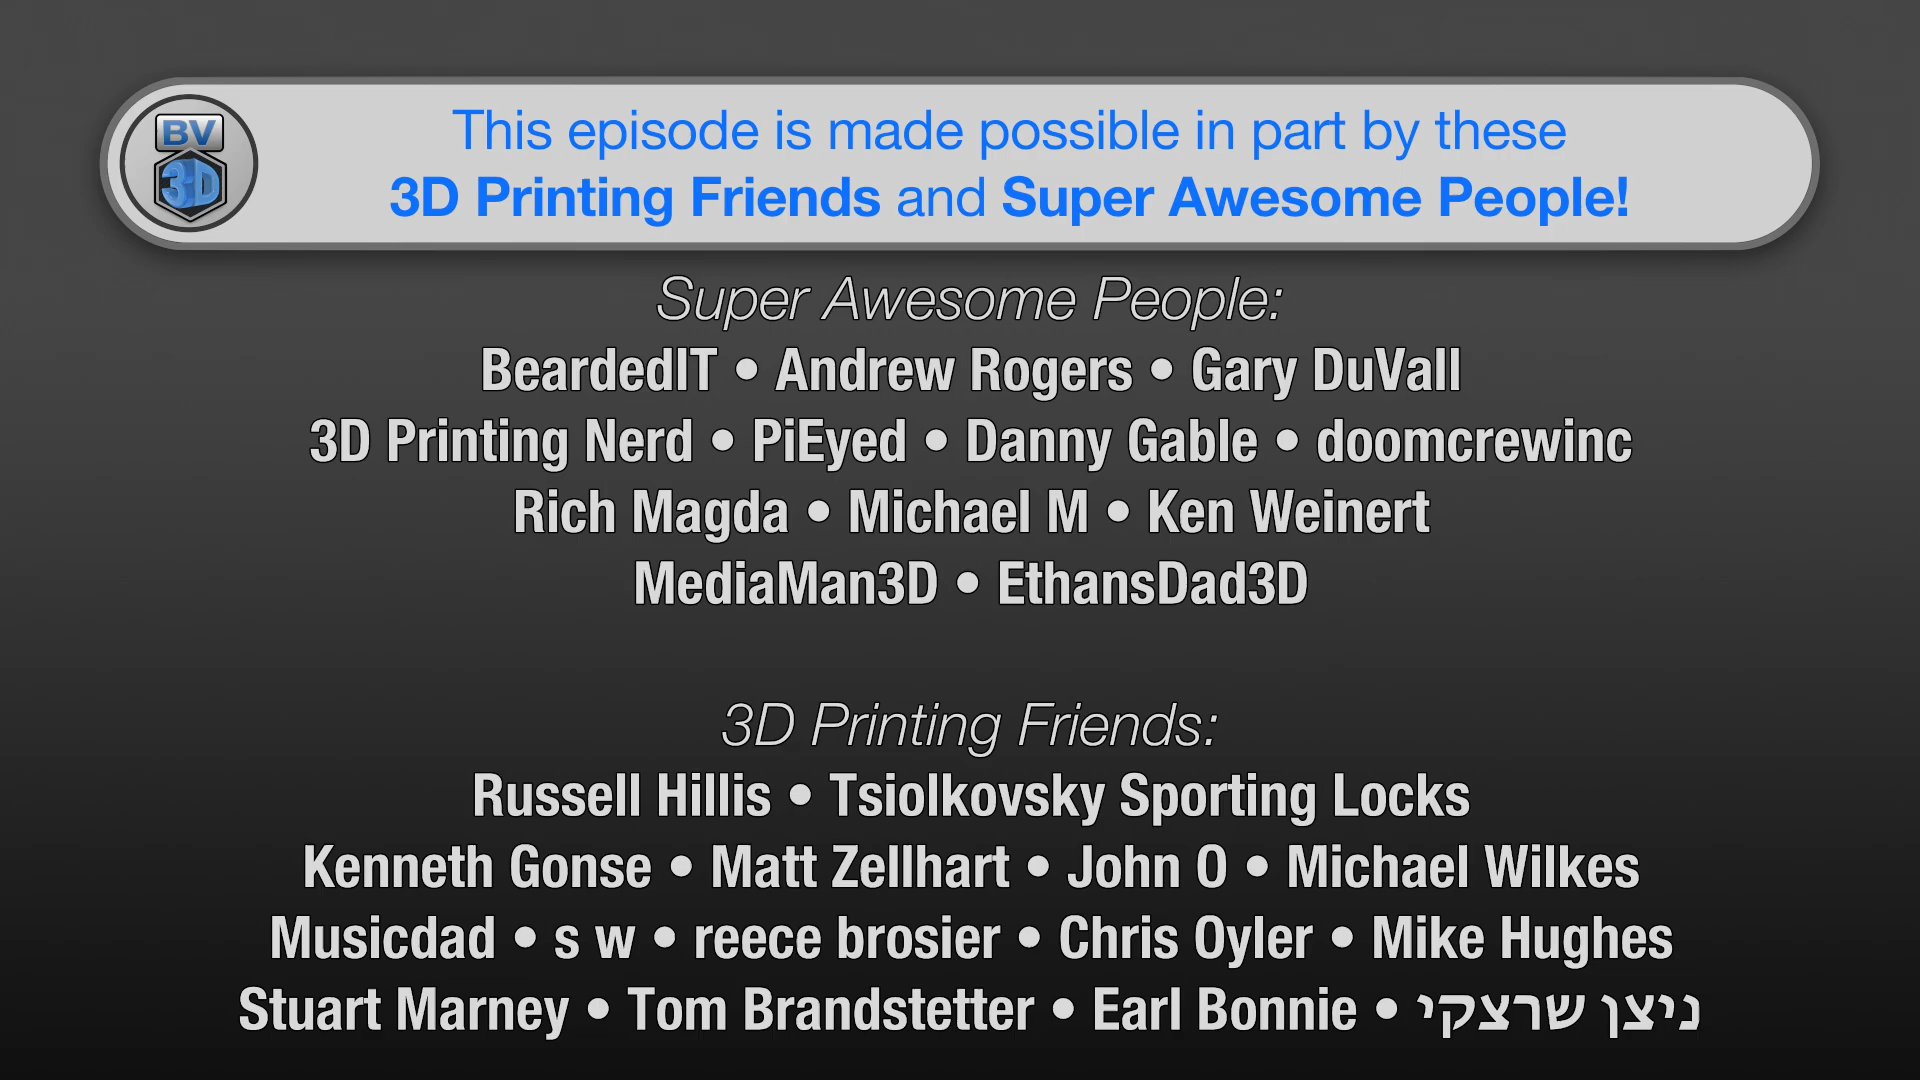 BV
3D
This episode is made possible in part by these
3D Printing Friends and Super Awesome People!
Super Awesome People:
BeardedIT • Andrew Rogers • Gary DuVall
3D Printing Nerd • PiEyed • Danny Gable • doomcrewinc
Rich Magda • Michael M • Ken Weinert
MediaMan3D • EthansDad3D
3D Printing Friends:
Russell Hillis • Tsiolkovsky Sporting Locks
Kenneth Gonse • Matt Zellhart • John O • Michael Wilkes
Musicdad • s w • reece brosier • Chris Oyler • Mike Hughes
Stuart Marney • Tom Brandstetter • Earl Bonnie • ניצן שרצקי